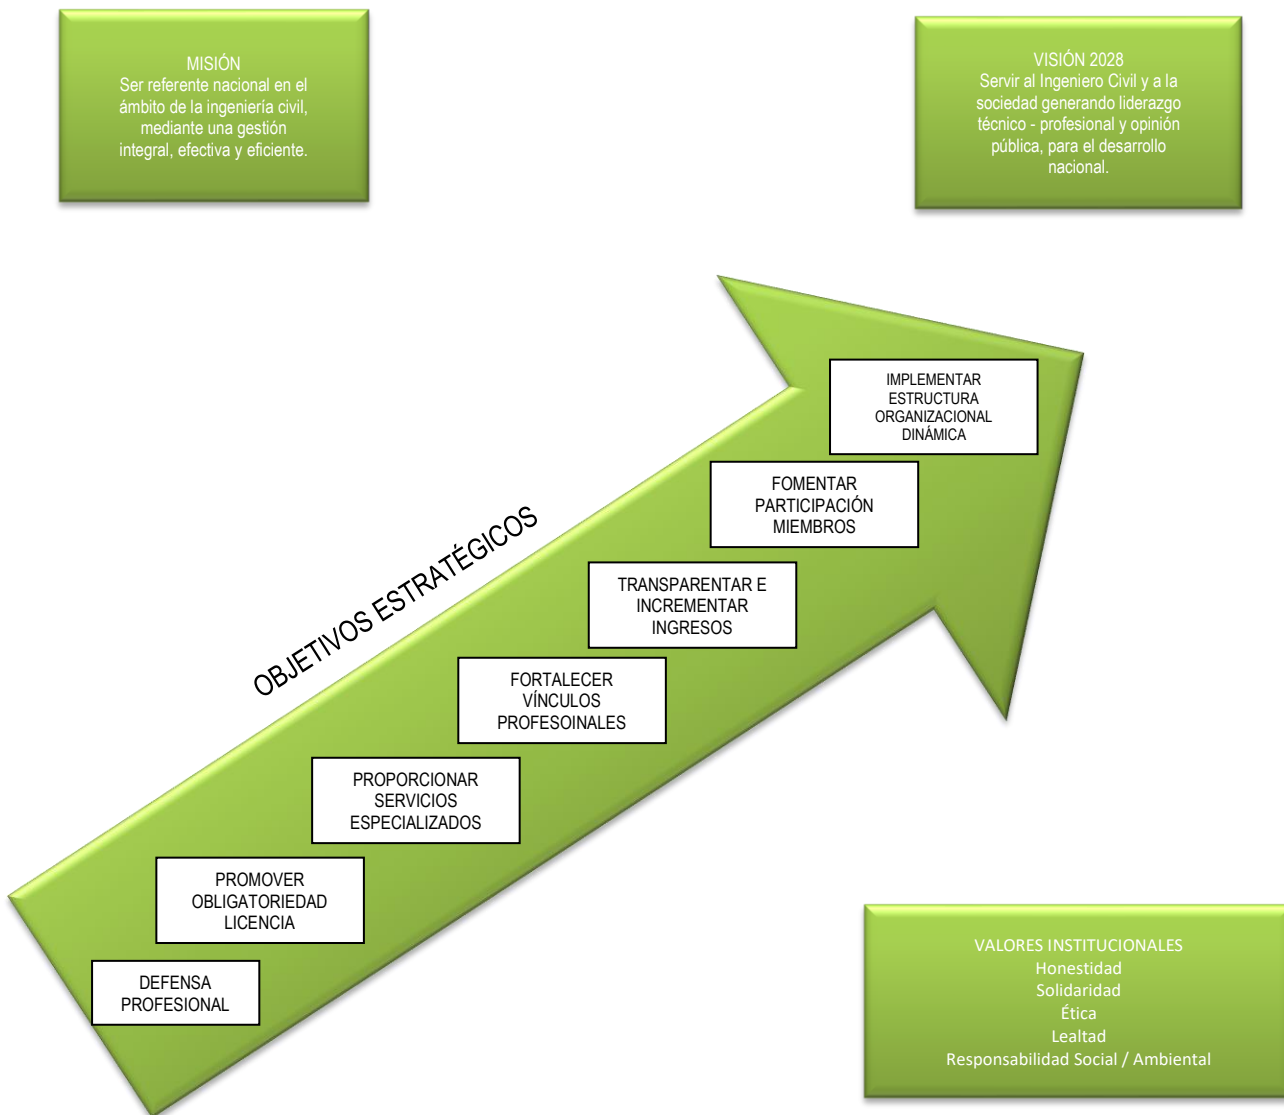 MISIÓN
Ser referente nacional en el
ámbito de la ingeniería civil,
mediante una gestión
integral, efectiva y eficiente.
VISIÓN 2028
Servir al Ingeniero Civil y a la
sociedad generando liderazgo
técnico - profesional y opinión
pública, para el desarrollo
nacional.
OBJETIVOS ESTRATÉGICOS
IMPLEMENTAR
ESTRUCTURA
ORGANIZACIONAL
DINÁMICA
FOMENTAR
PARTICIPACIÓN
MIEMBROS
TRANSPARENTAR E
INCREMENTAR
INGRESOS
FORTALECER
VÍNCULOS
PROFESOINALES
PROPORCIONAR
SERVICIOS
ESPECIALIZADOS
PROMOVER
OBLIGATORIEDAD
LICENCIA
DEFENSA
PROFESIONAL
VALORES INSTITUCIONALES
Honestidad
Solidaridad
Ética
Lealtad
Responsabilidad Social / Ambiental